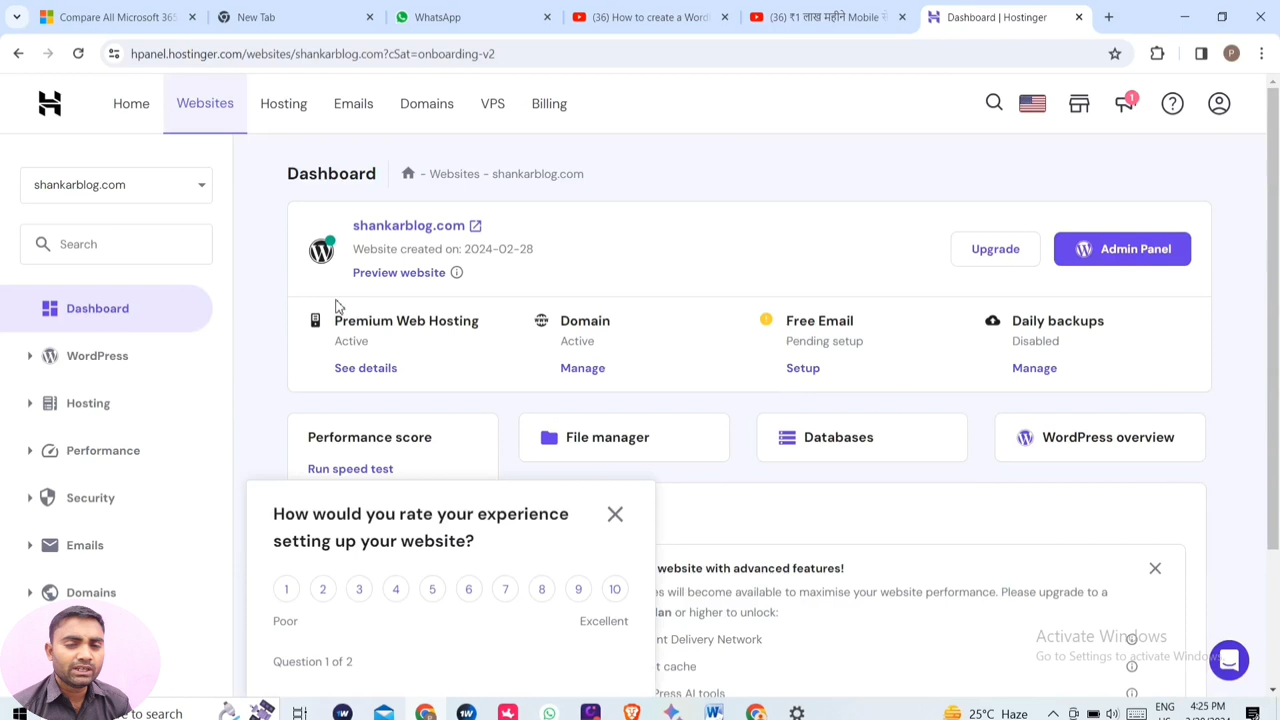 Compare All Microsoft 365
New Tab
WhatsApp
(36) How to create a Word
(36) ₹1 लाख महीने Mobile से
Dashboard | Hostinger
hpanel.hostinger.com/websites/shankarblog.com?cSat=onboarding-v2
P
Home
Websites
Hosting
Emails
Domains
VPS
Billing
1
shankarblog.com
Search
Dashboard
WordPress
Hosting
Performance
Security
Emails
Domains
Dashboard
- Websites - shankarblog.com
shankarblog.com
Website created on: 2024-02-28
Preview website
Upgrade
Admin Panel
Premium Web Hosting
Active
See details
Domain
Active
Manage
Free Email
Pending setup
Setup
Daily backups
Disabled
Manage
Performance score
Run speed test
File manager
Databases
WordPress overview
How would you rate your experience
setting up your website?
1 2 3 4 5 6 7 8 9 10
Poor
Excellent
Question 1 of 2
website with advanced features!
es will become available to maximise your website performance. Please upgrade to a
lan or higher to unlock:
nt Delivery Network
t cache
Press AI tools
Activate Windows
Go to Settings to activate Windows
e to search
25°C Haze
ENG
4:25 PM